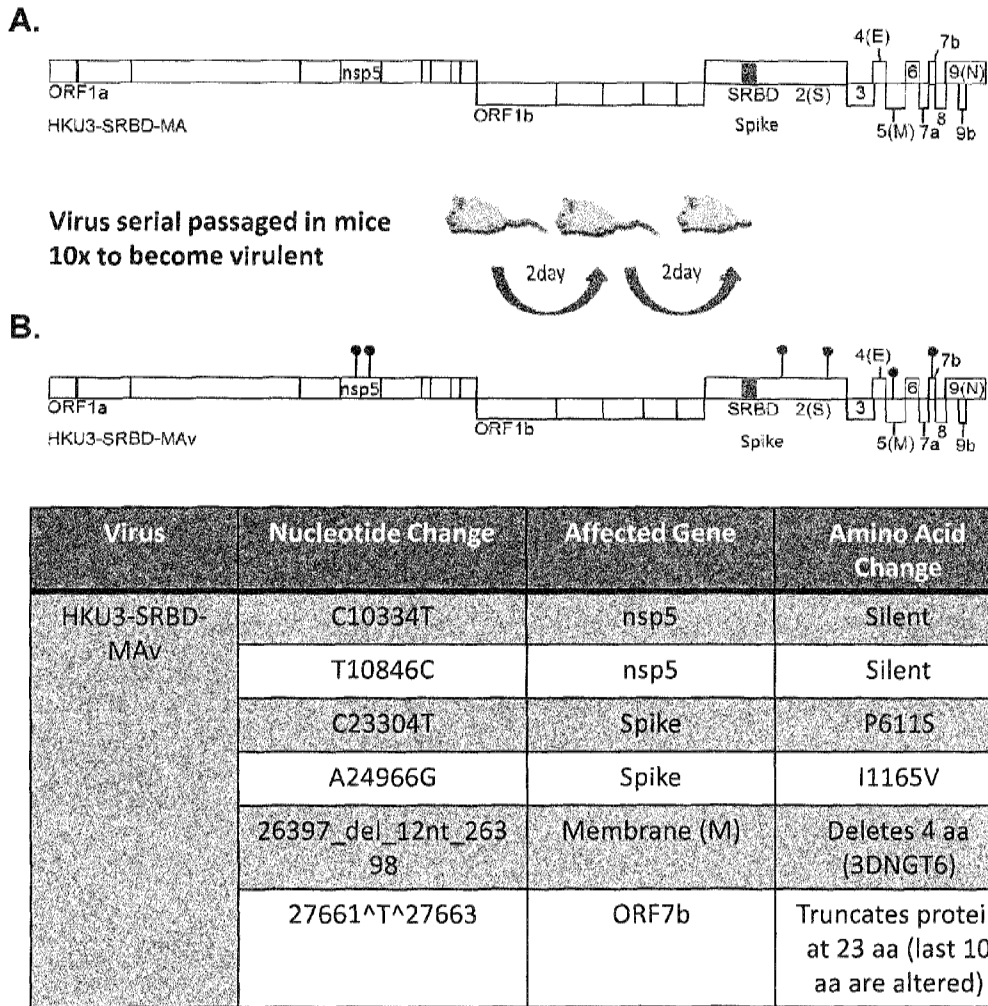 A.
4(E) 7b
nsp5 6 9(N)
ORF1a SRBD 2(S) 3
ORF1b 8
HKU3-SRBD-MA Spike 5(M) 7a 9b
Virus serial passaged in mice
10x to become virulent
2day 2day
B.
4(E) 7b
nsp5 6 9(N)
ORF1a SRBD 2(S) 3
ORF1b 8
HKU3-SRBD-MAv Spike 5(M) 7a 9b
Virus Nucleotide Change Affected Gene Amino Acid
Change
HKU3-SRBD-
MAv
C10334T nsp5 Silent
T10846C nsp5 Silent
C23304T Spike P611S
A24966G Spike I1165V
26397_del_12nt_263
98
Membrane (M) Deletes 4 aa
(3DNGT6)
27661^T^27663 ORF7b Truncates protei
at 23 aa (last 10
aa are altered)